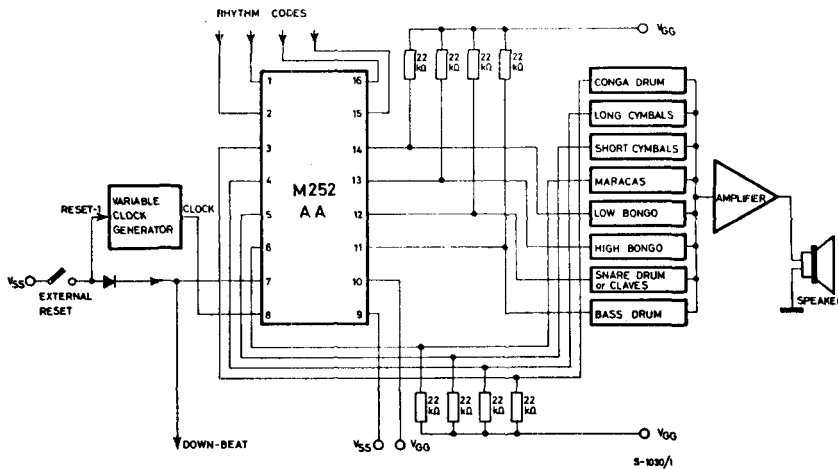 RHYTHM CODES
VGG
22 kΩ
22 kΩ
22 kΩ
22 kΩ
1
2
3
4
5
6
7
8
16
15
14
13
12
11
10
9
M252
AA
CONGA DRUM
LONG CYMBALS
SHORT CYMBALS
MARACAS
LOW BONGO
HIGH BONGO
SNARE DRUM
or CLAVES
BASS DRUM
AMPLIFIER
SPEAKER
RESET-1
VARIABLE
CLOCK
GENERATOR
CLOCK
VSS
EXTERNAL
RESET
DOWN-BEAT
22 kΩ
22 kΩ
22 kΩ
22 kΩ
VSS
VGG
VGG
S-1030/1